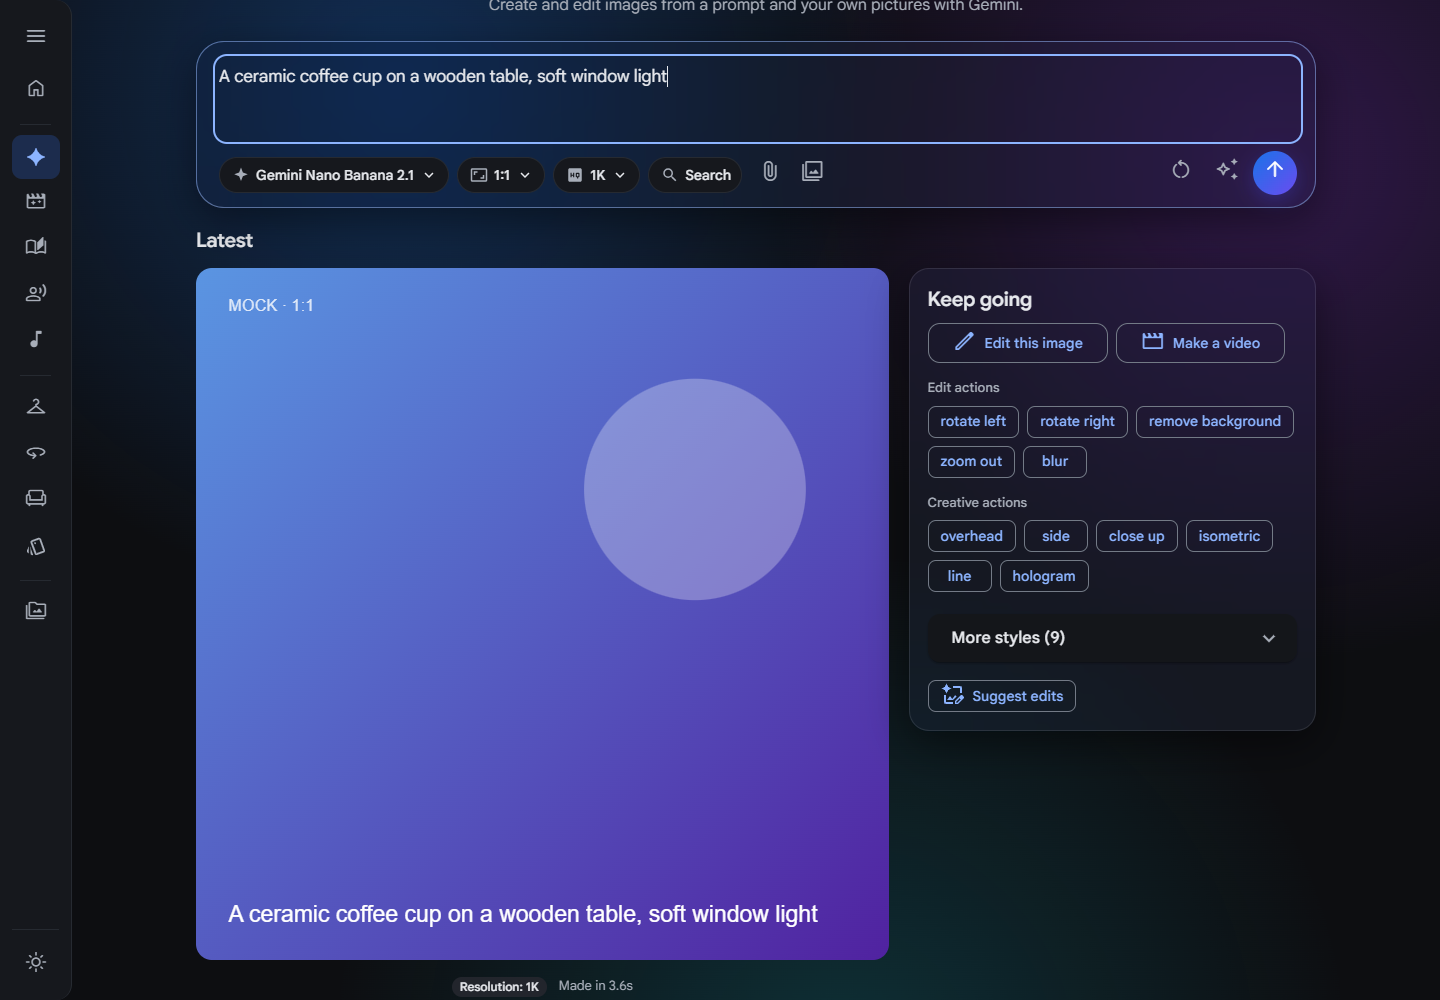 Create and edit images from a prompt and your own pictures with Gemini.
A ceramic coffee cup on a wooden table, soft window light
Gemini Nano Banana 2.1
1:1
HQ
1K
Search
Latest
MOCK · 1:1
A ceramic coffee cup on a wooden table, soft window light
Resolution: 1K
Made in 3.6s
Keep going
Edit this image
Make a video
Edit actions
rotate left
rotate right
remove background
zoom out
blur
Creative actions
overhead
side
close up
isometric
line
hologram
More styles (9)
Suggest edits